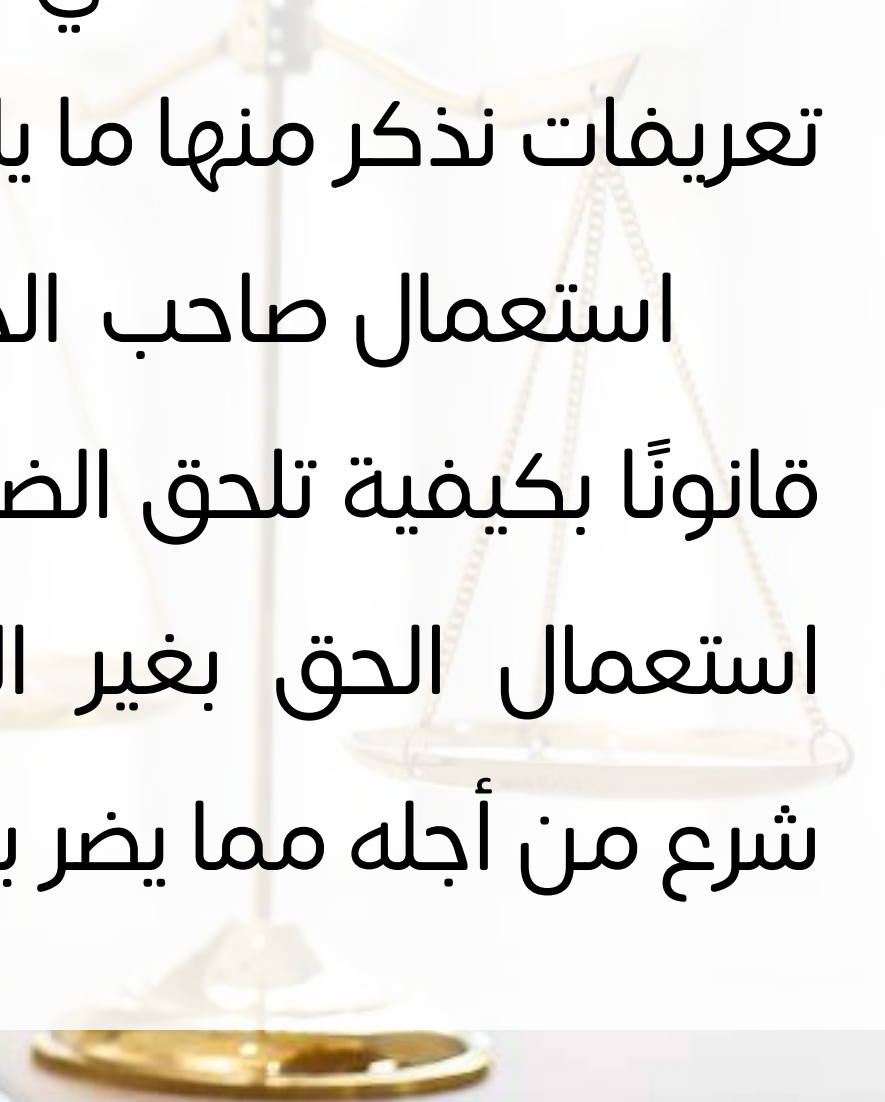 تعريفات نذكر منها ما
استعمال صاحب
قانونًا بكيفية تلحق
استعمال الحق بغير
شرع من أجله مما يضر